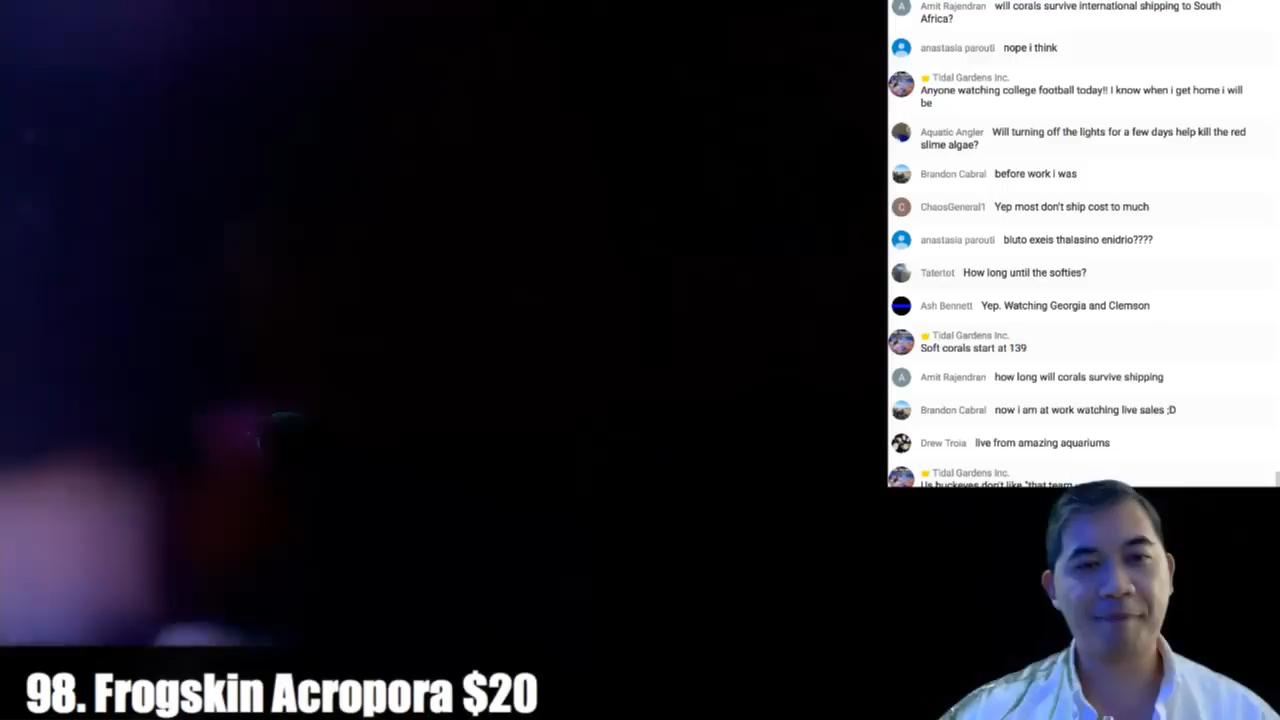 Amit Rajendran will corals survive international shipping to South
Africa?
anastasia parouti nope i think
Tidal Gardens Inc.
Anyone watching college football today!! I know when i get home i will
be
Aquatic Angler Will turning off the lights for a few days help kill the red
slime algae?
Brandon Cabral before work i was
C ChaosGeneral1 Yep most don't ship cost to much
anastasia parouti bluto exeis thalasino enidrio????
Tatertot How long until the softies?
Ash Bennett Yep. Watching Georgia and Clemson
Tidal Gardens Inc.
Soft corals start at 139
A Amit Rajendran how long will corals survive shipping
Brandon Cabral now i am at work watching live sales ;D
Drew Troia live from amazing aquariums
Tidal Gardens Inc.
Us buckeyes don't like "that team
98. Frogskin Acropora $20